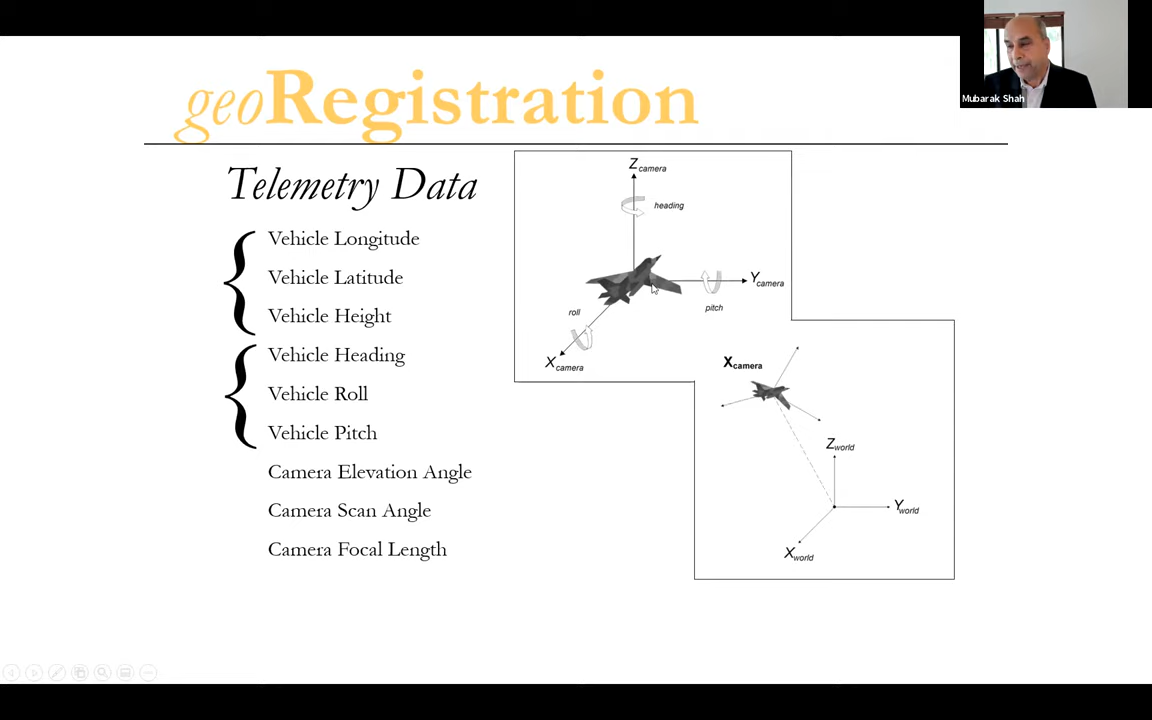 geoRegistration
Mubarak Shah
Telemetry Data
Vehicle Longitude
Vehicle Latitude
Vehicle Height
Vehicle Heading
Vehicle Roll
Vehicle Pitch
Camera Elevation Angle
Camera Scan Angle
Camera Focal Length
Zcamera
heading
Ycamera
pitch
roll
Xcamera
Xcamera
Zworld
Yworld
Xworld